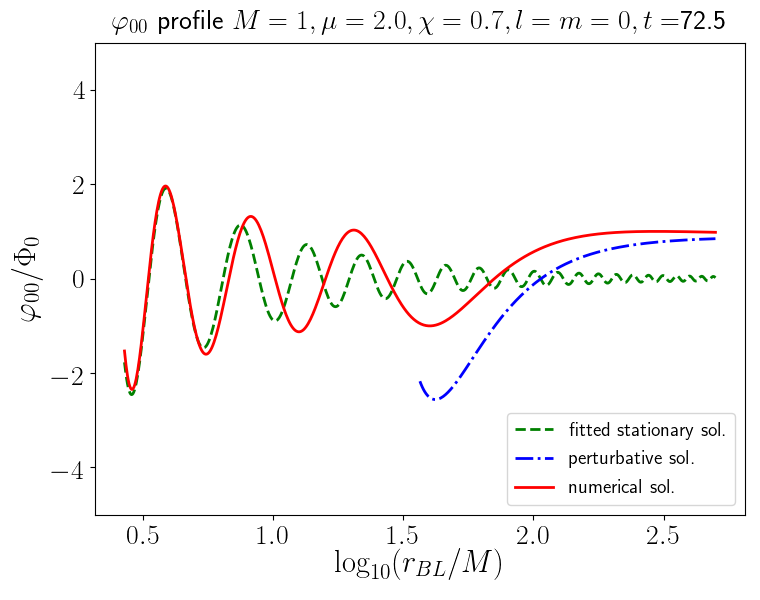 φ₀₀ profile M = 1, μ = 2.0, χ = 0.7, l = m = 0, t =72.5
φ₀₀/Φ₀
4
2
0
−2
−4
fitted stationary sol.
perturbative sol.
numerical sol.
0.5 1.0 1.5 2.0 2.5
log₁₀(r_BL/M)